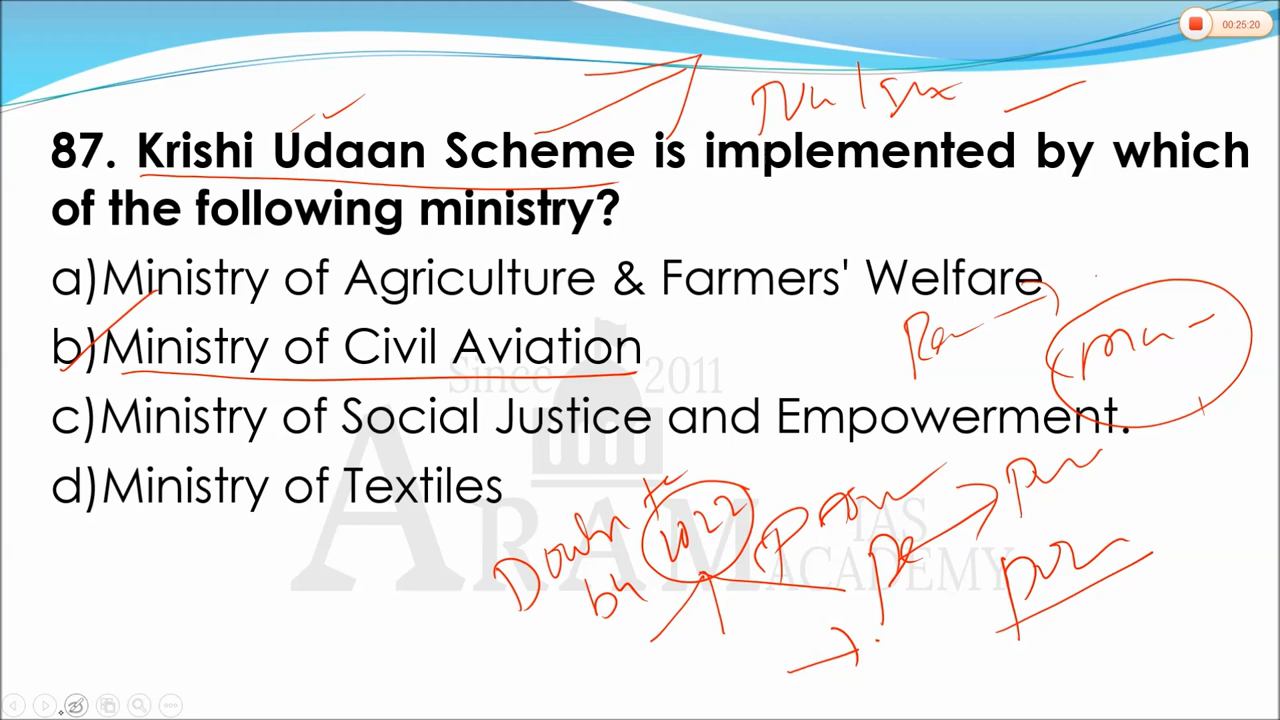 00:25:20
87. Krishi Udaan Scheme is implemented by which
of the following ministry?
a)Ministry of Agriculture & Farmers' Welfare
b)Ministry of Civil Aviation
c)Ministry of Social Justice and Empowerment.
d)Ministry of Textiles
Since 2011
ARAM IAS
ACADEMY
2022
by